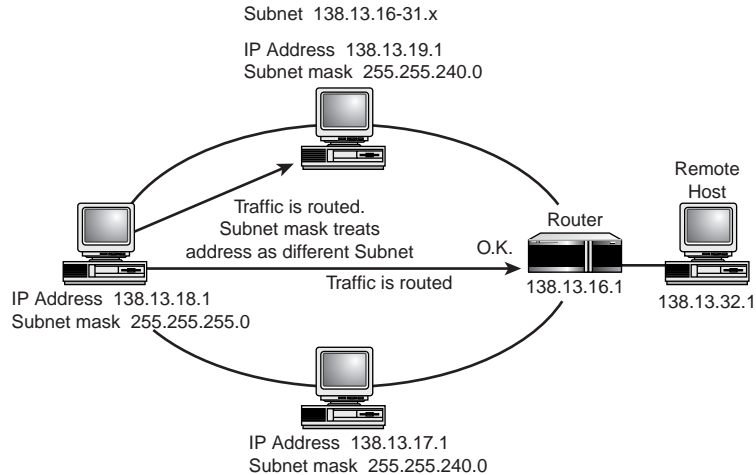 Subnet 138.13.16-31.x
IP Address 138.13.19.1
Subnet mask 255.255.240.0
Remote
Host
Traffic is routed.
Subnet mask treats
address as different Subnet
Router
O.K.
Traffic is routed
138.13.16.1
138.13.32.1
IP Address 138.13.18.1
Subnet mask 255.255.255.0
IP Address 138.13.17.1
Subnet mask 255.255.240.0